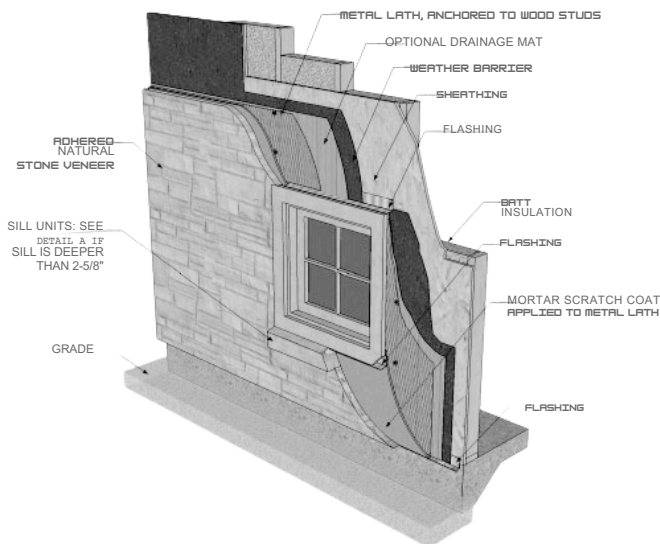 METAL LATH, ANCHORED TO WOOD STUDS
OPTIONAL DRAINAGE MAT
WEATHER BARRIER
SHEATHING
FLASHING
ADHERED
NATURAL
STONE VENEER
BATT
INSULATION
SILL UNITS: SEE
DETAIL A IF
SILL IS DEEPER
THAN 2-5/8"
FLASHING
MORTAR SCRATCH COAT
APPLIED TO METAL LATH
GRADE
FLASHING